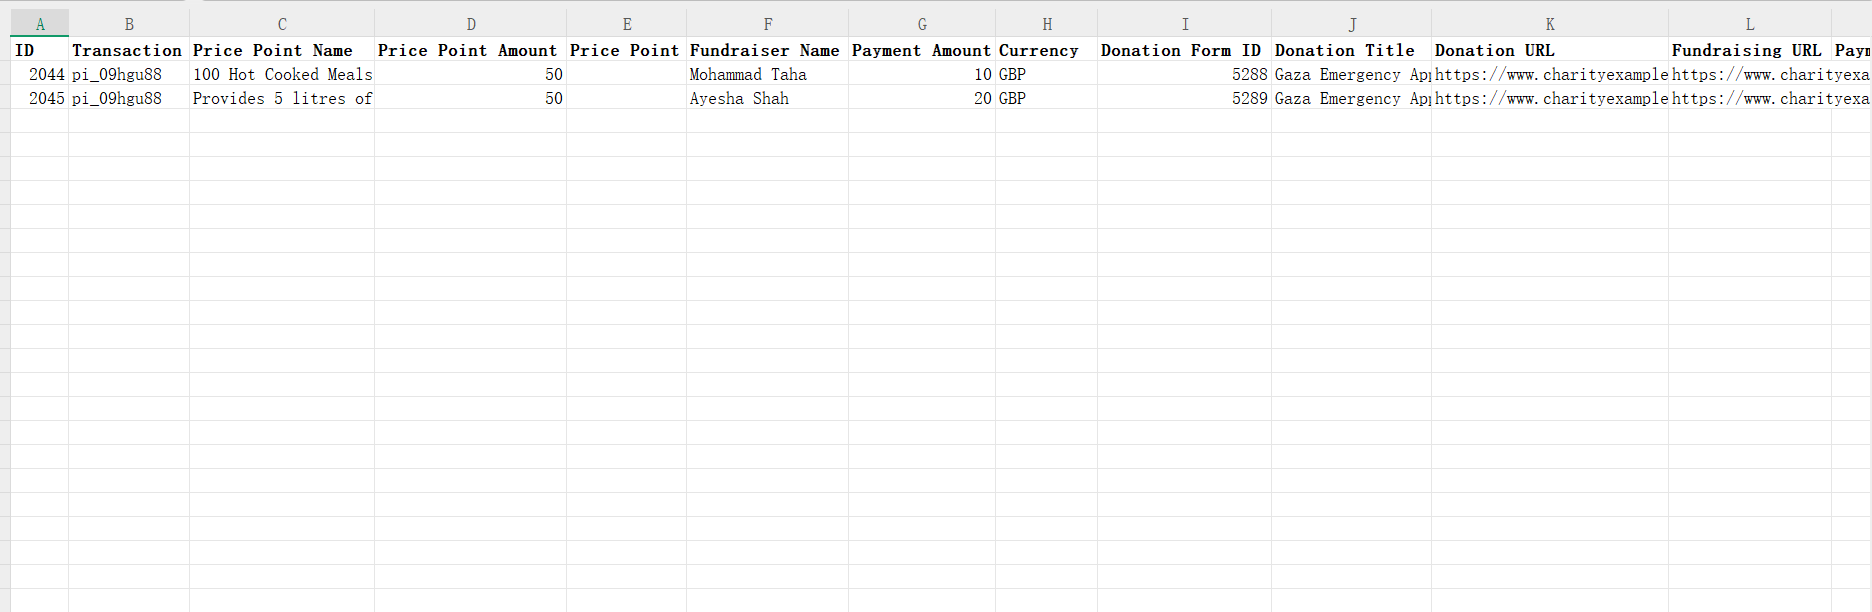 A B C D E F G H I J K L
ID Transaction Price Point Name Price Point Amount Price Point Fundraiser Name Payment Amount Currency Donation Form ID Donation Title Donation URL Fundraising URL Paym
2044 pi_09hgu88 100 Hot Cooked Meals 50 Mohammad Taha 10 GBP 5288 Gaza Emergency App https://www.charityexample https://www.charityexa
2045 pi_09hgu88 Provides 5 litres of 50 Ayesha Shah 20 GBP 5289 Gaza Emergency App https://www.charityexample https://www.charityexa